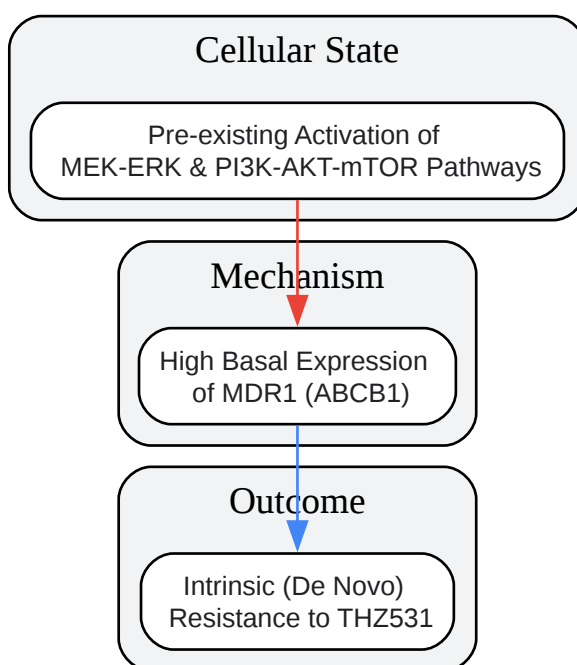 Cellular State
Pre-existing Activation of
MEK-ERK & PI3K-AKT-mTOR Pathways
Mechanism
High Basal Expression
of MDR1 (ABCB1)
Outcome
Intrinsic (De Novo)
Resistance to THZ531